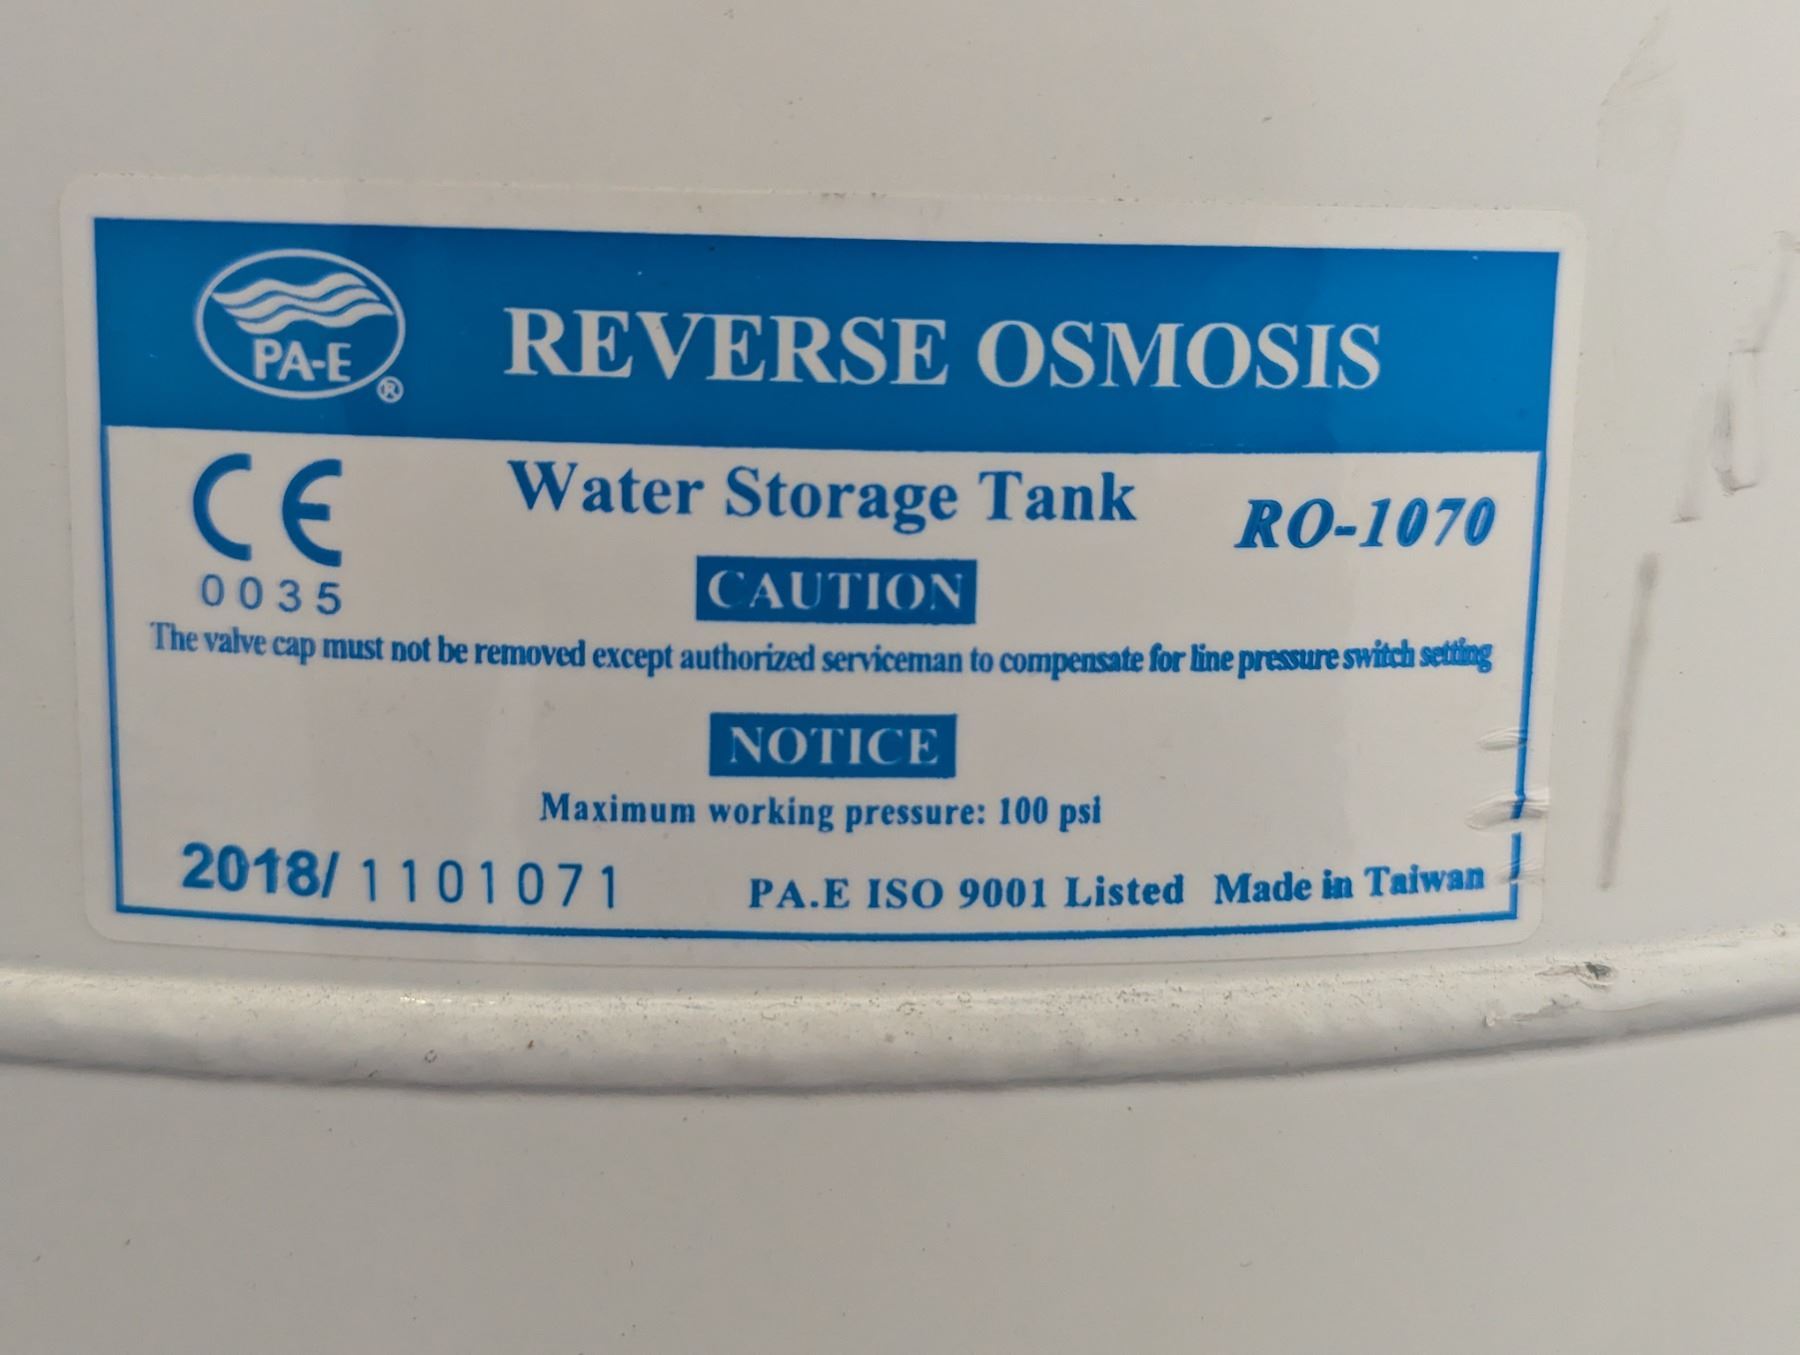 PA-E ®
REVERSE OSMOSIS
CE
0035
Water Storage Tank
RO-1070
CAUTION
The valve cap must not be removed except authorized serviceman to compensate for line pressure switch setting
NOTICE
Maximum working pressure: 100 psi
2018/1101071
PA.E ISO 9001 Listed Made in Taiwan